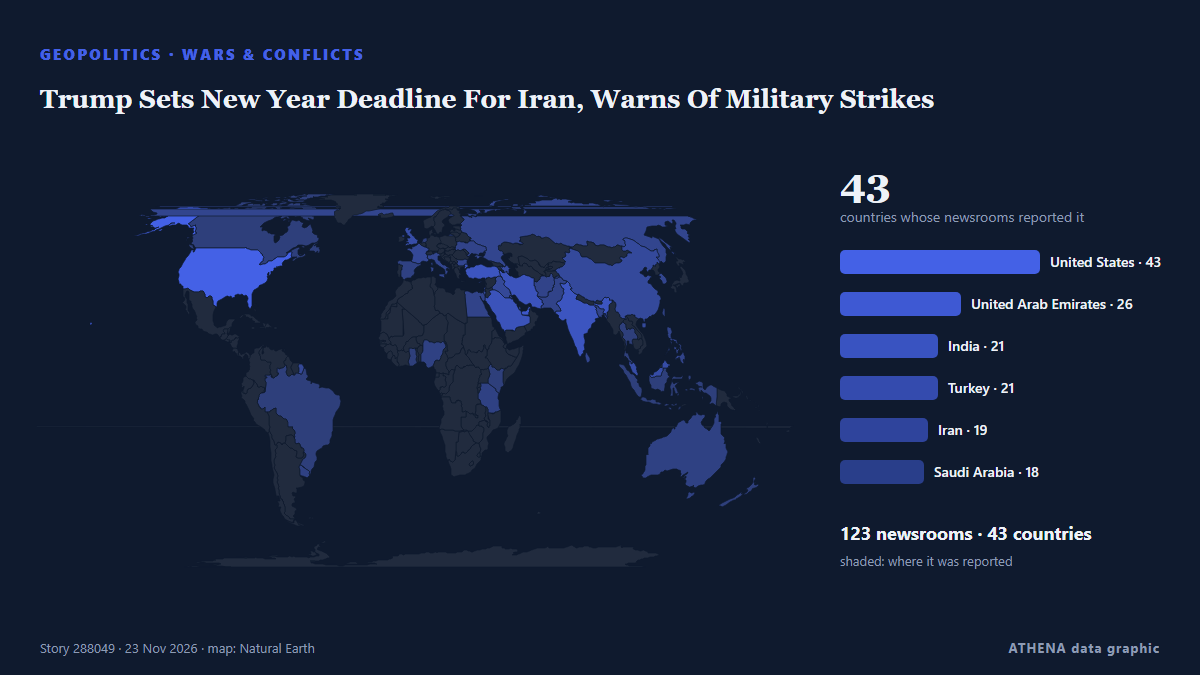 GEOPOLITICS · WARS & CONFLICTS
Trump Sets New Year Deadline For Iran, Warns Of Military Strikes
43
countries whose newsrooms reported it
United States · 43
United Arab Emirates · 26
India · 21
Turkey · 21
Iran · 19
Saudi Arabia · 18
123 newsrooms · 43 countries
shaded: where it was reported
Story 288049 · 23 Nov 2026 · map: Natural Earth
ATHENA data graphic